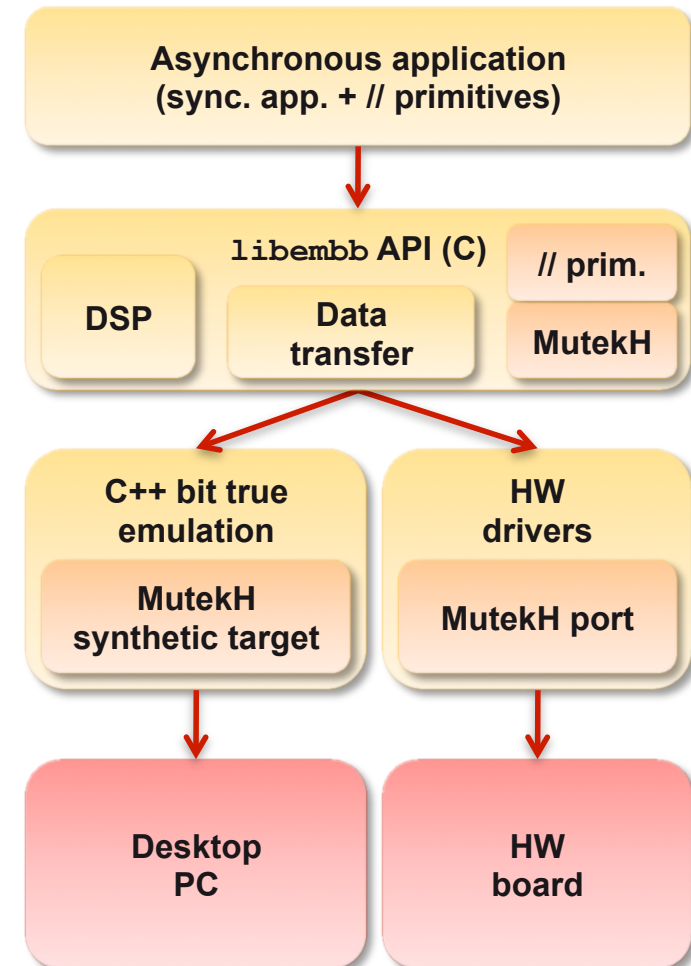 Asynchronous application
(sync. app. + // primitives)
libembb API (C)
DSP
Data
transfer
// prim.
MutekH
C++ bit true
emulation
MutekH
synthetic target
HW
drivers
MutekH port
Desktop
PC
HW
board